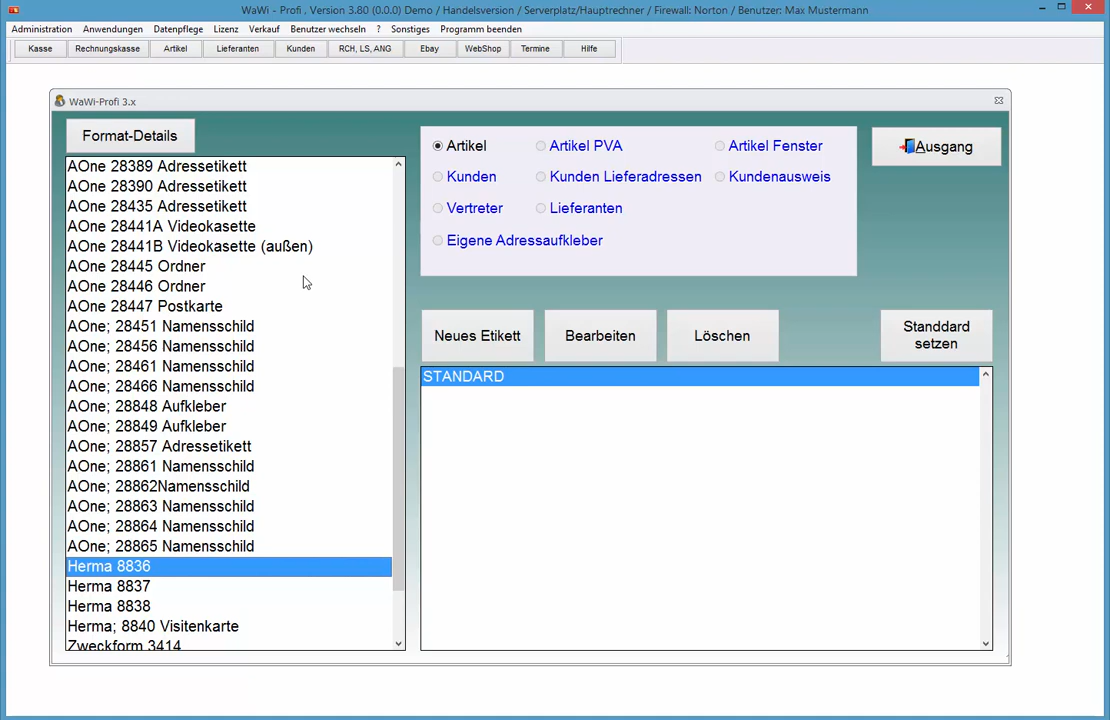 WaWi - Profi , Version 3.80 (0.0.0) Demo / Handelsversion / Serverplatz/Hauptrechner / Firewall: Norton / Benutzer: Max Mustermann
Administration Anwendungen Datenpflege Lizenz Verkauf Benutzer wechseln ? Sonstiges Programm beenden
Kasse Rechnungskasse Artikel Lieferanten Kunden RCH, LS, ANG Ebay WebShop Termine Hilfe
WaWi-Profi 3.x
Format-Details
AOne 28389 Adressetikett
AOne 28390 Adressetikett
AOne 28435 Adressetikett
AOne 28441A Videokasette
AOne 28441B Videokasette (außen)
AOne 28445 Ordner
AOne 28446 Ordner
AOne 28447 Postkarte
AOne; 28451 Namensschild
AOne; 28456 Namensschild
AOne; 28461 Namensschild
AOne; 28466 Namensschild
AOne; 28848 Aufkleber
AOne; 28849 Aufkleber
AOne; 28857 Adressetikett
AOne; 28861 Namensschild
AOne; 28862Namensschild
AOne; 28863 Namensschild
AOne; 28864 Namensschild
AOne; 28865 Namensschild
Herma 8836
Herma 8837
Herma 8838
Herma; 8840 Visitenkarte
Zweckform 3414
Artikel Artikel PVA Artikel Fenster
Kunden Kunden Lieferadressen Kundenausweis
Vertreter Lieferanten
Eigene Adressaufkleber
Ausgang
Neues Etikett Bearbeiten Löschen
Standdard
setzen
STANDARD